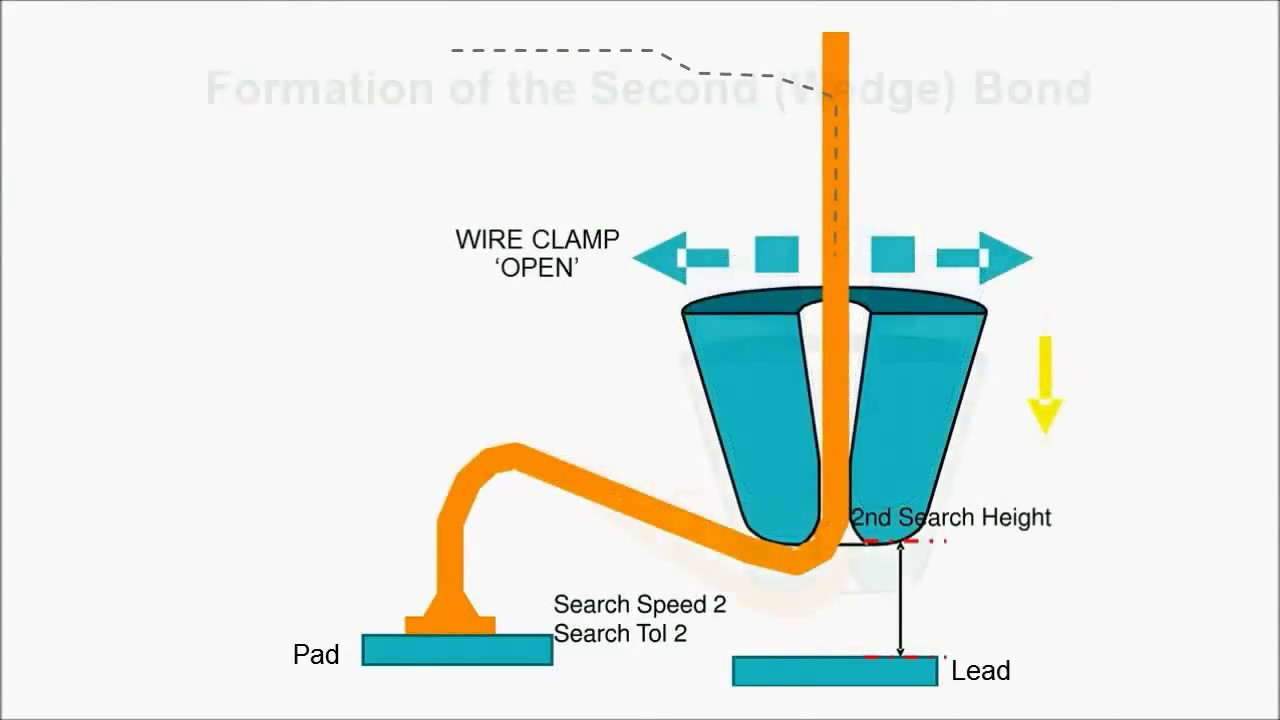 Formation of the Second (Wedge) Bond
WIRE CLAMP
‘OPEN’
2nd Search Height
Search Speed 2
Search Tol 2
Pad
Lead